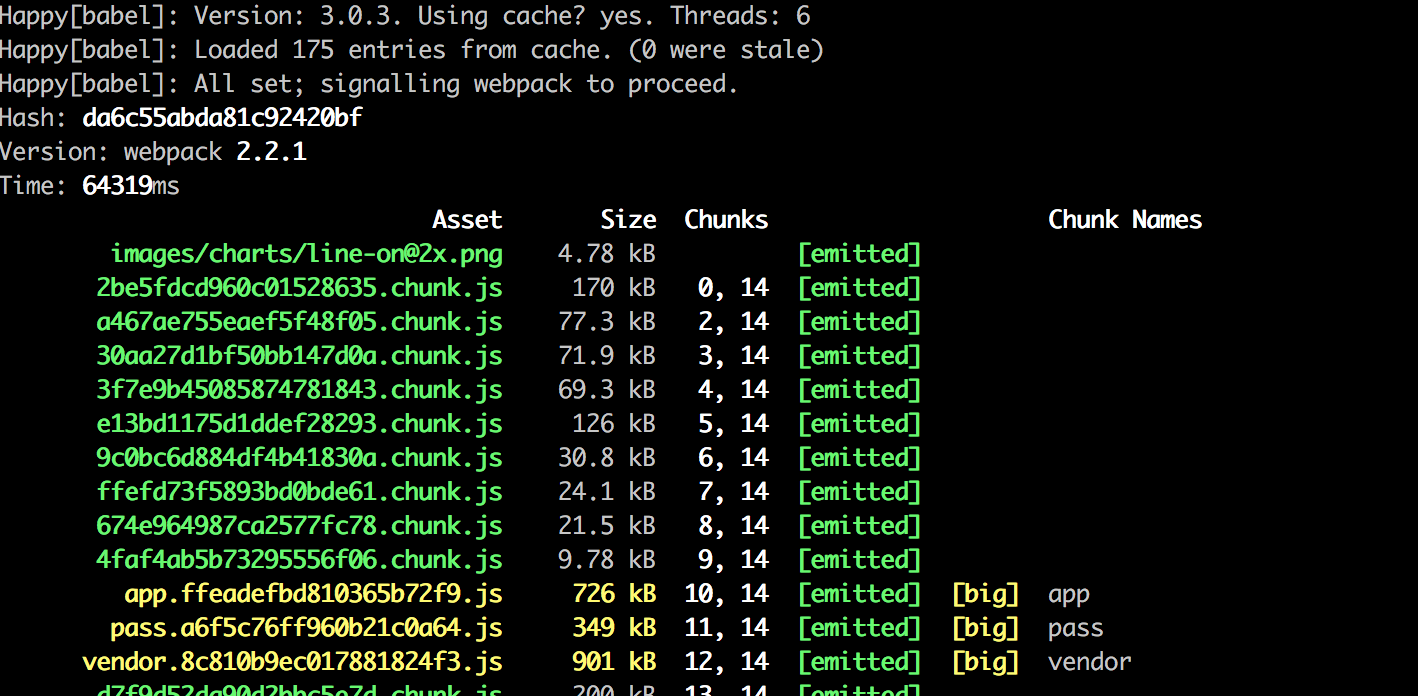 Happy[babel]: Version: 3.0.3. Using cache? yes. Threads: 6
Happy[babel]: Loaded 175 entries from cache. (0 were stale)
Happy[babel]: All set; signalling webpack to proceed.
Hash: da6c55abda81c92420bf
Version: webpack 2.2.1
Time: 64319ms
Asset Size Chunks Chunk Names
images/charts/line-on@2x.png 4.78 kB [emitted]
2be5fdcd960c01528635.chunk.js 170 kB 0, 14 [emitted]
a467ae755eaef5f48f05.chunk.js 77.3 kB 2, 14 [emitted]
30aa27d1bf50bb147d0a.chunk.js 71.9 kB 3, 14 [emitted]
3f7e9b45085874781843.chunk.js 69.3 kB 4, 14 [emitted]
e13bd1175d1ddef28293.chunk.js 126 kB 5, 14 [emitted]
9c0bc6d884df4b41830a.chunk.js 30.8 kB 6, 14 [emitted]
ffefd73f5893bd0bde61.chunk.js 24.1 kB 7, 14 [emitted]
674e964987ca2577fc78.chunk.js 21.5 kB 8, 14 [emitted]
4faf4ab5b73295556f06.chunk.js 9.78 kB 9, 14 [emitted]
app.ffeadefbd810365b72f9.js 726 kB 10, 14 [emitted] [big] app
pass.a6f5c76ff960b21c0a64.js 349 kB 11, 14 [emitted] [big] pass
vendor.8c810b9ec017881824f3.js 901 kB 12, 14 [emitted] [big] vendor
200 kB 13, 14 [emitted]